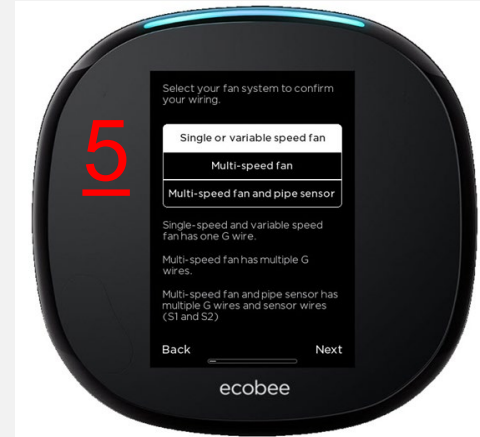 Select your fan system to confirm
your wiring.
5
Single or variable speed fan
Multi-speed fan
Multi-speed fan and pipe sensor
Single-speed and variable speed
fan has one G wire.
Multi-speed fan has multiple G
wires.
Multi-speed fan and pipe sensor has
multiple G wires and sensor wires
(S1 and S2)
Back
Next
ecobee